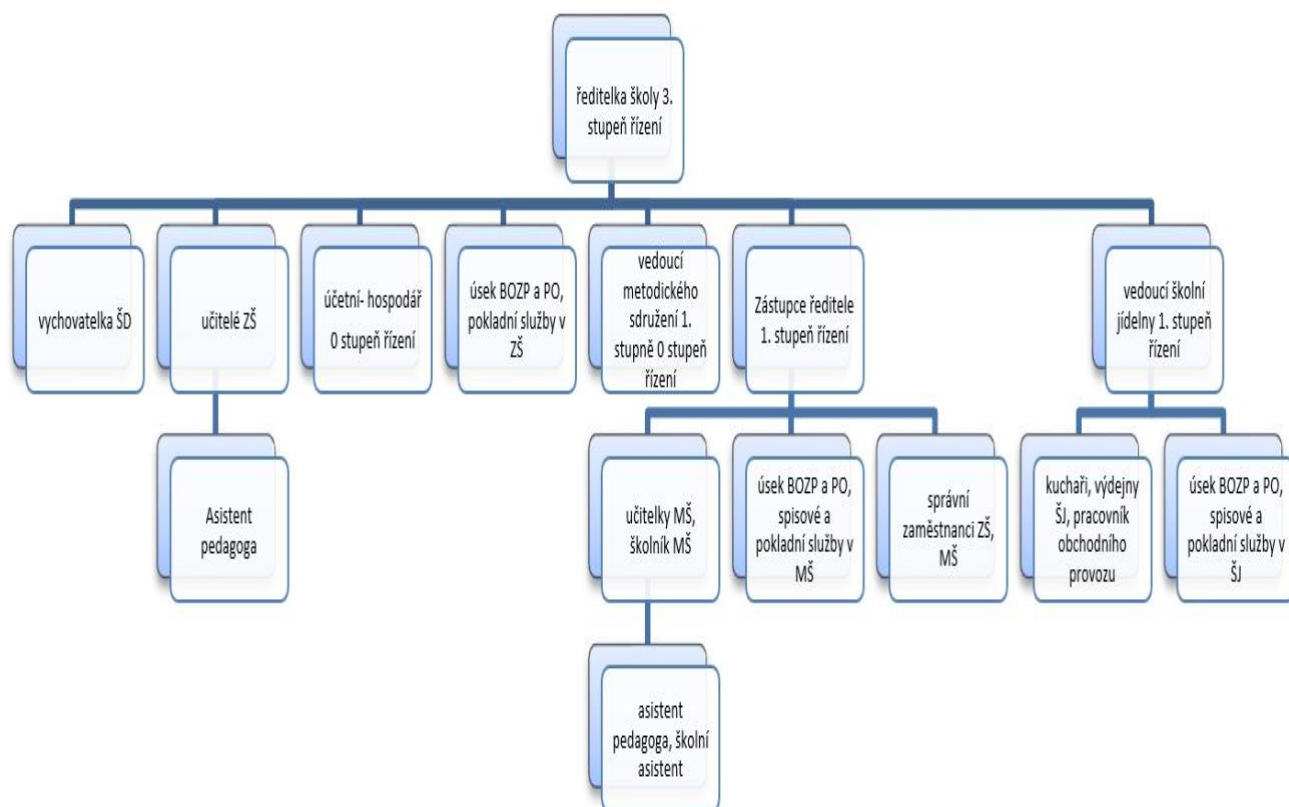 ředitelka školy 3.
stupeň řízení
vychovatelka ŠD
učitelé ZŠ
účetní- hospodář
0 stupeň řízení
úsek BOZP a PO,
pokladní služby v
ZŠ
vedoucí
metodického
sdružení 1.
stupně 0 stupeň
řízení
Zástupce ředitele
1. stupeň řízení
vedoucí školní
jídelny 1. stupeň
řízení
Asistent
pedagoga
učitelky MŠ,
školník MŠ
úsek BOZP a PO,
spisové a
pokladní služby v
MŠ
správní
zaměstnanci ZŠ,
MŠ
kuchaři, výdejny
ŠJ, pracovník
obchodního
provozu
úsek BOZP a PO,
spisové a
pokladní služby v
ŠJ
asistent
pedagoga, školní
asistent